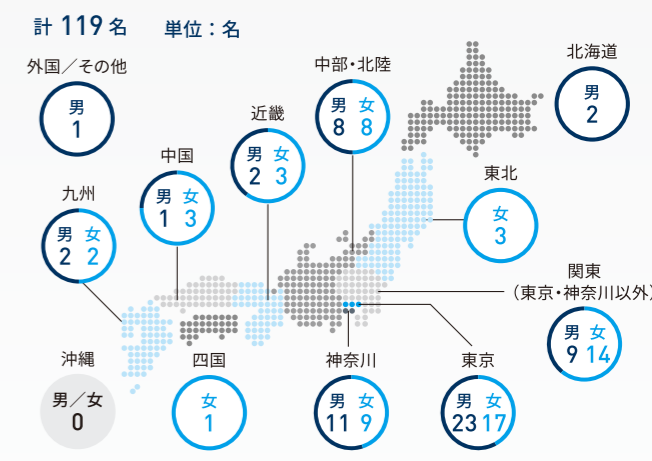 計 119 名 単位：名
外国／その他
男
1
中国
男 女
1 3
近畿
男 女
2 3
中部・北陸
男 女
8 8
北海道
男
2
九州
男 女
2 2
東北
女
3
関東
（東京・神奈川以外）
男 女
9 14
沖縄
男／女
0
四国
女
1
神奈川
男 女
11 9
東京
男 女
23 17